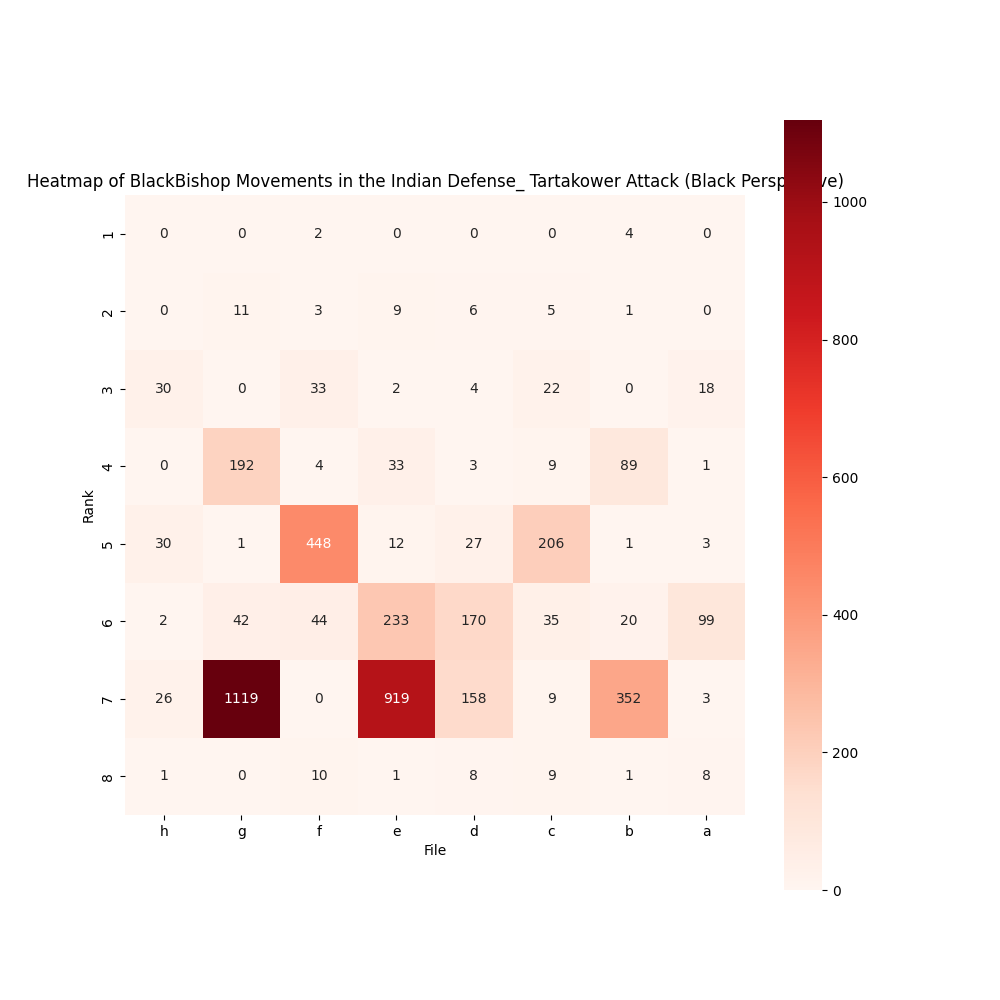 Heatmap of BlackBishop Movements in the Indian Defense_ Tartakower Attack (Black Perspective)
1 0 0 2 0 0 0 4 0
2 0 11 3 9 6 5 1 0
3 30 0 33 2 4 22 0 18
4 0 192 4 33 3 9 89 1
5 30 1 448 12 27 206 1 3
6 2 42 44 233 170 35 20 99
7 26 1119 0 919 158 9 352 3
8 1 0 10 1 8 9 1 8
h g f e d c b a
File
Rank
1000
800
600
400
200
0